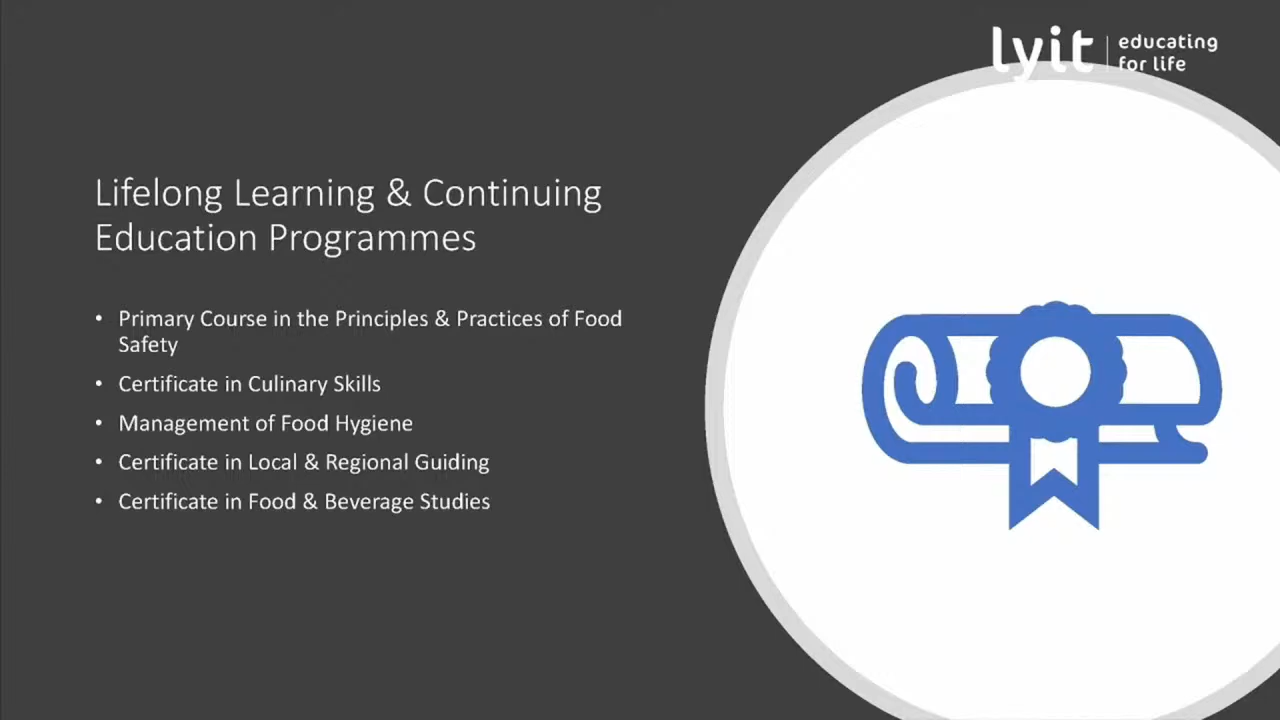 lyit educating
for life
Lifelong Learning & Continuing
Education Programmes
• Primary Course in the Principles & Practices of Food
Safety
• Certificate in Culinary Skills
• Management of Food Hygiene
• Certificate in Local & Regional Guiding
• Certificate in Food & Beverage Studies